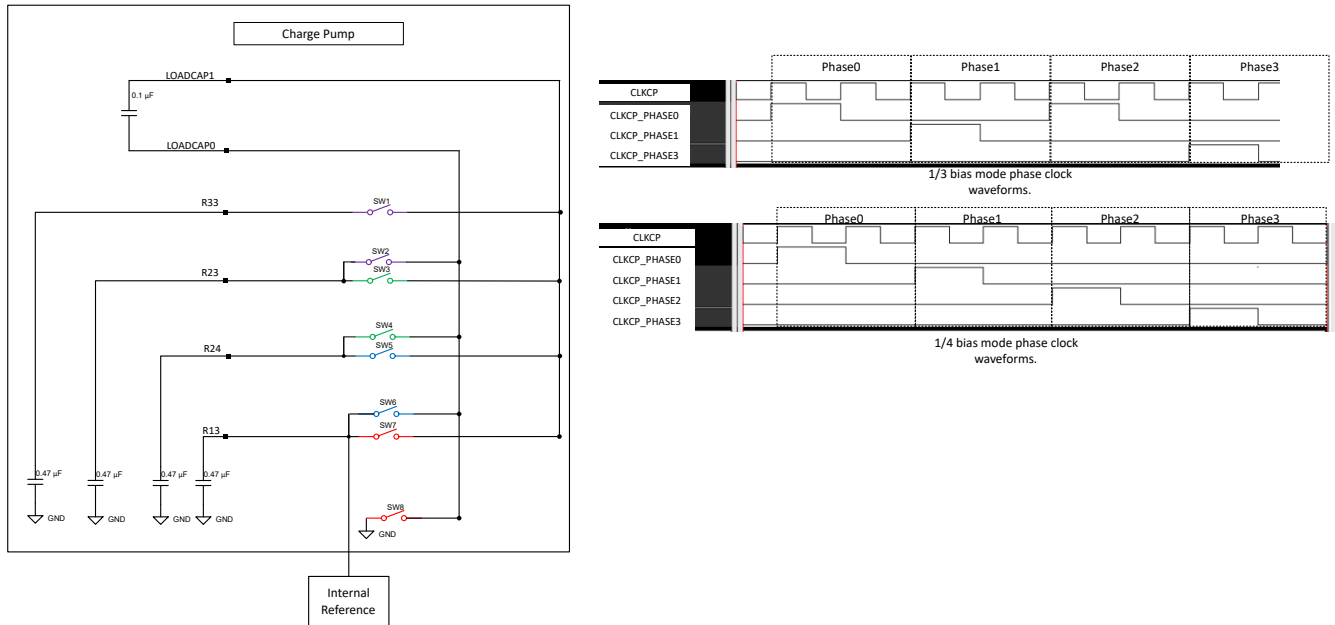 Charge Pump
LOADCAP1
0.1 µF
LOADCAP0
R33
SW1
SW2
R23
SW3
SW4
R24
SW5
SW6
R13
SW7
0.47 µF
0.47 µF
0.47 µF
0.47 µF
SW8
GND
GND
GND
GND
GND
Internal
Reference
Phase0
Phase1
Phase2
Phase3
CLKCP
CLKCP_PHASE0
CLKCP_PHASE1
CLKCP_PHASE3
1/3 bias mode phase clock
waveforms.
Phase0
Phase1
Phase2
Phase3
CLKCP
CLKCP_PHASE0
CLKCP_PHASE1
CLKCP_PHASE2
CLKCP_PHASE3
1/4 bias mode phase clock
waveforms.